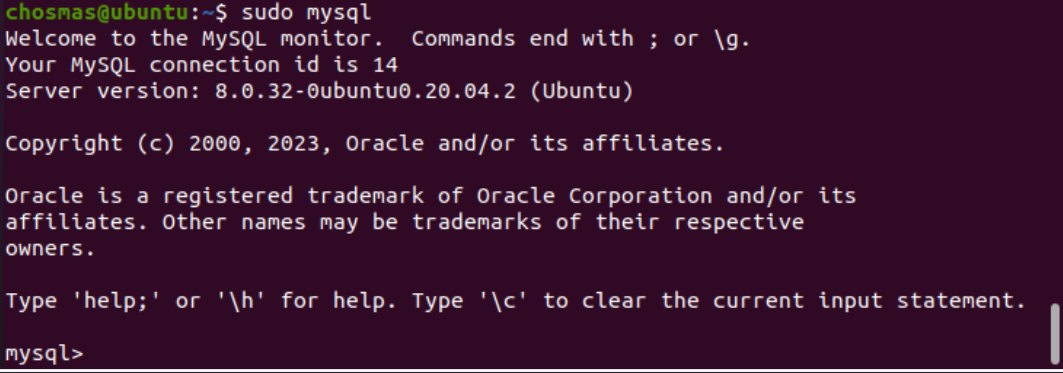 chosmas@ubuntu:~$ sudo mysql
Welcome to the MySQL monitor.  Commands end with ; or \g.
Your MySQL connection id is 14
Server version: 8.0.32-0ubuntu0.20.04.2 (Ubuntu)
Copyright (c) 2000, 2023, Oracle and/or its affiliates.
Oracle is a registered trademark of Oracle Corporation and/or its
affiliates. Other names may be trademarks of their respective
owners.
Type 'help;' or '\h' for help. Type '\c' to clear the current input statement.
mysql>